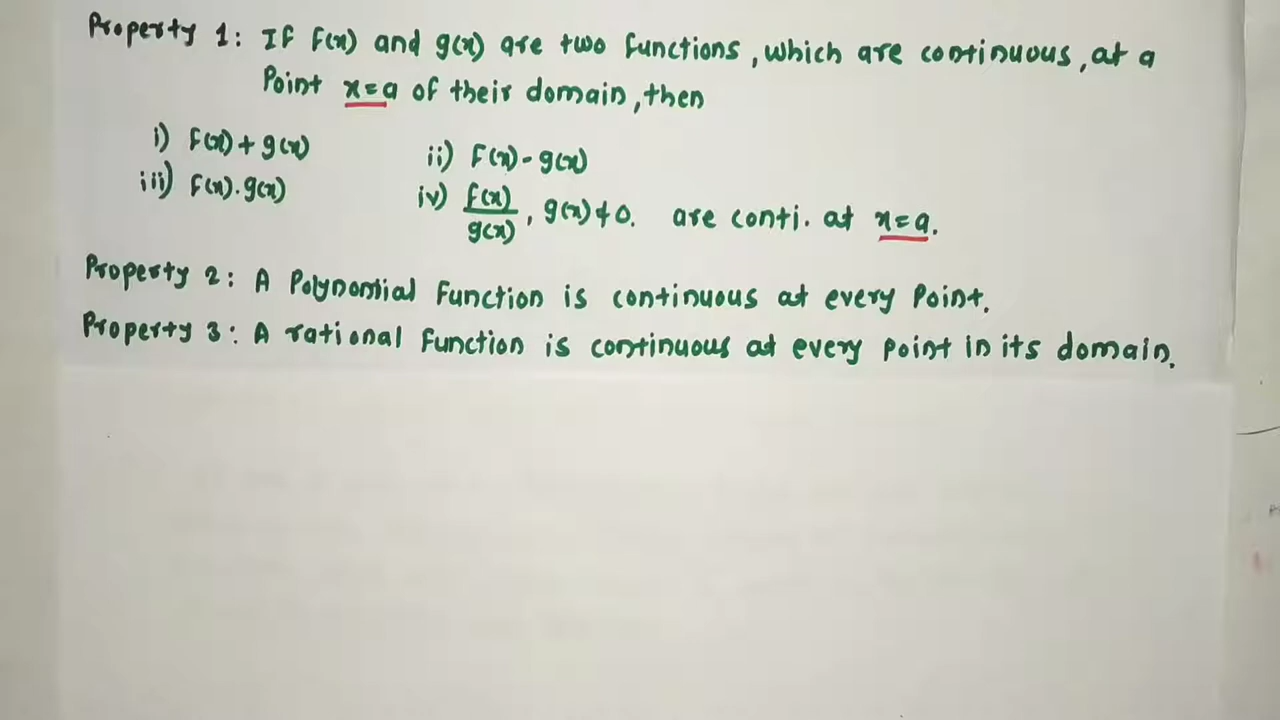 Property 1: If f(x) and g(x) are two functions, which are continuous, at a
Point x=a of their domain, then
i) f(x) + g(x) ii) f(x) - g(x)
iii) f(x).g(x) iv) f(x)/g(x), g(x)≠0. are conti. at x=a.
Property 2: A Polynomial Function is continuous at every Point.
Property 3: A rational Function is continuous at every point in its domain.